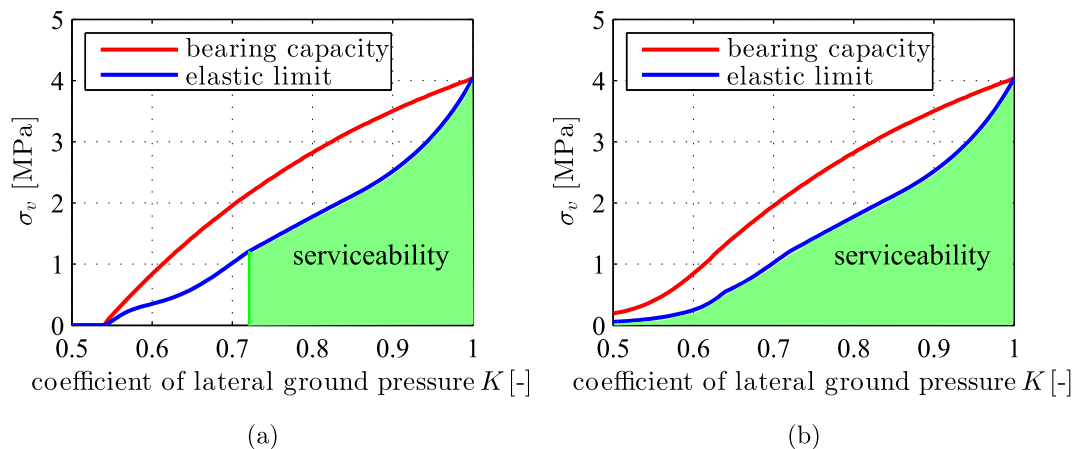 5
4
3
2
1
0
σv [MPa]
bearing capacity
elastic limit
serviceability
0.5 0.6 0.7 0.8 0.9 1
coefficient of lateral ground pressure K [-]
(a)
5
4
3
2
1
0
σv [MPa]
bearing capacity
elastic limit
serviceability
0.5 0.6 0.7 0.8 0.9 1
coefficient of lateral ground pressure K [-]
(b)